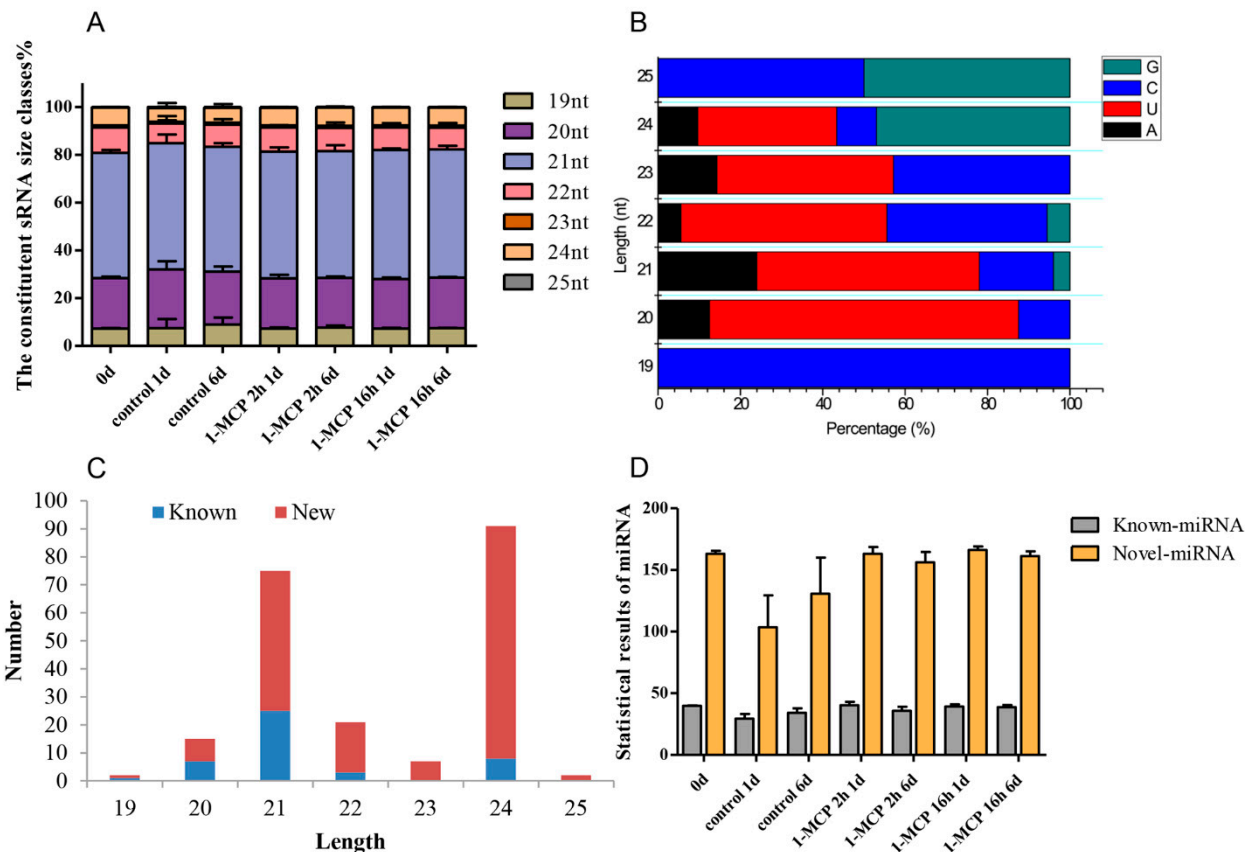 A
The constitutent sRNA size classes%
100
80
60
40
20
0
0d
control 1d
control 6d
1-MCP 2h 1d
1-MCP 2h 6d
1-MCP 16h 1d
1-MCP 16h 6d
19nt
20nt
21nt
22nt
23nt
24nt
25nt
B
Length (nt)
25
24
23
22
21
20
19
0
20
40
60
80
100
Percentage (%)
G
C
U
A
C
Known
New
Number
100
90
80
70
60
50
40
30
20
10
0
19
20
21
22
23
24
25
Length
D
Statistical results of miRNA
200
150
100
50
0
0d
control 1d
control 6d
1-MCP 2h 1d
1-MCP 2h 6d
1-MCP 16h 1d
1-MCP 16h 6d
Known-miRNA
Novel-miRNA